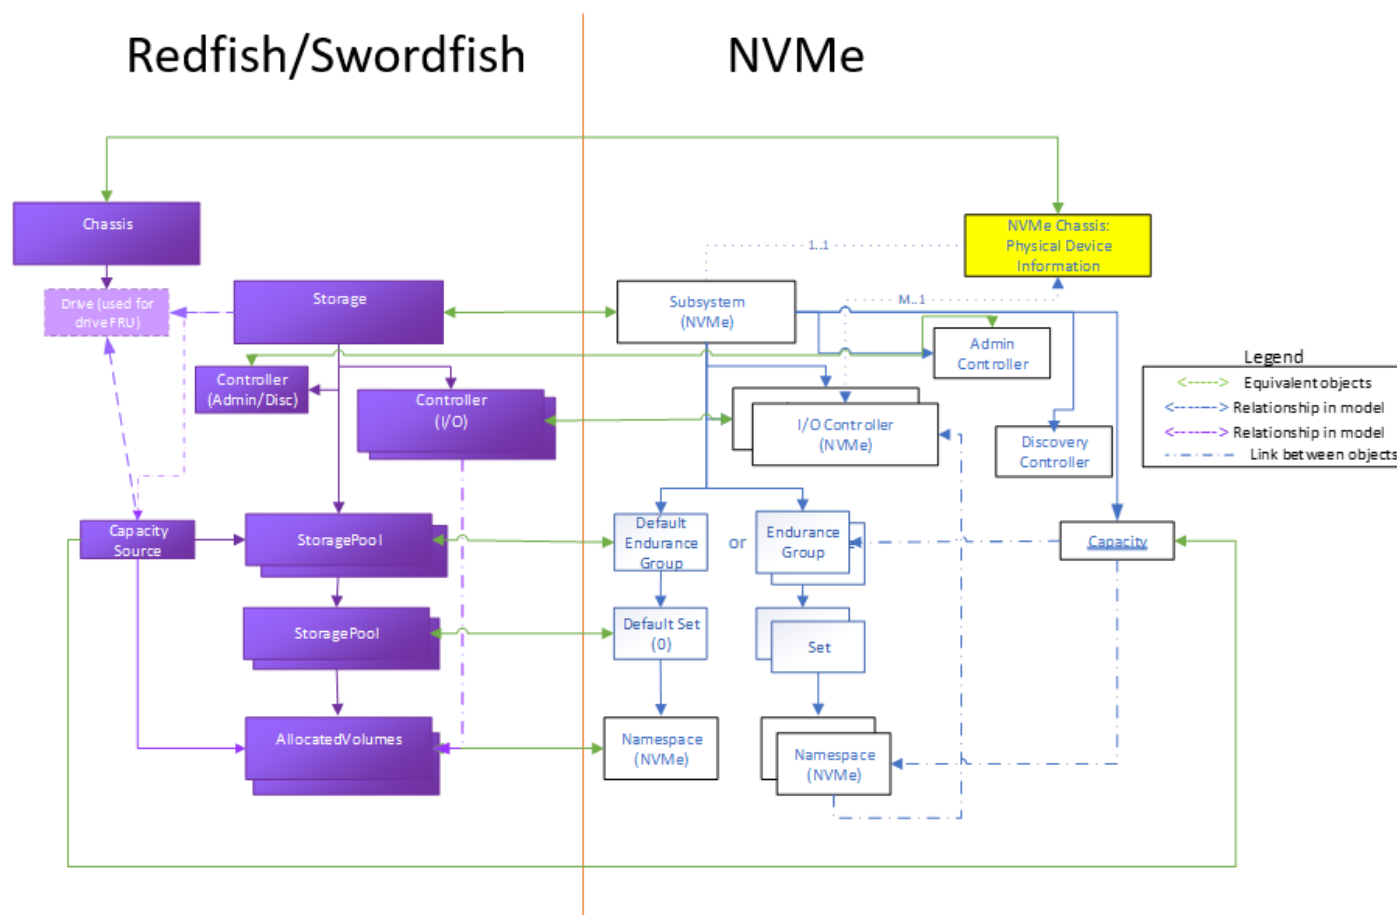 Redfish/Swordfish
NVMe
Chassis
NVMe Chassis:
Physical Device
Information
1..1
Drive (used for
drive FRU)
Storage
Subsystem
(NVMe)
M..1
Admin
Controller
Controller
(Admin/Disc)
Controller
(I/O)
I/O Controller
(NVMe)
Discovery
Controller
Legend
Equivalent objects
Relationship in model
Relationship in model
Link between objects
Capacity
Source
StoragePool
Default
Endurance
Group
or
Endurance
Group
Capacity
StoragePool
Default Set
(0)
Set
AllocatedVolumes
Namespace
(NVMe)
Namespace
(NVMe)